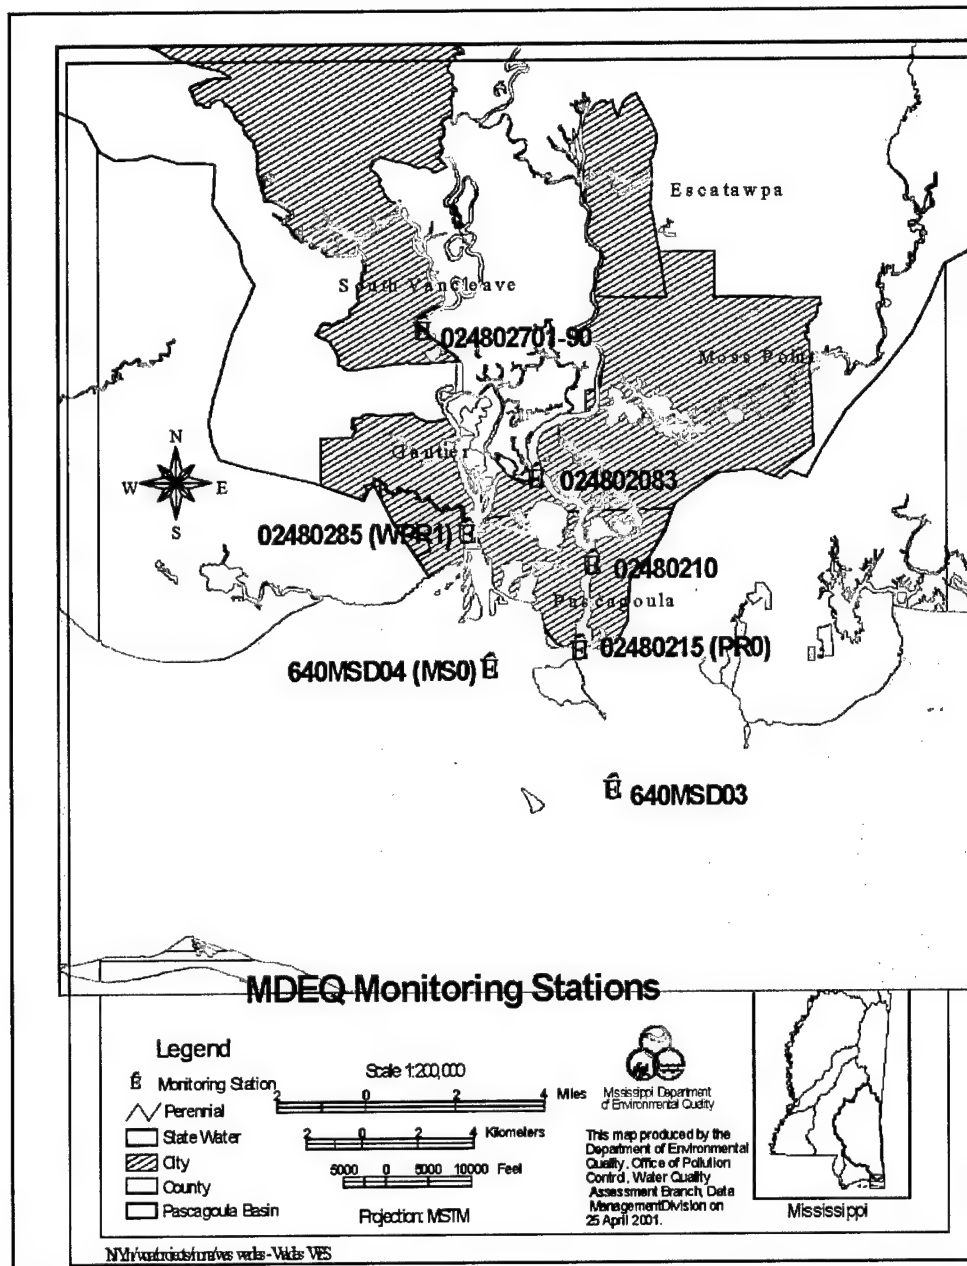 Escatawpa
South Vancleave
024802701-90
Moss Point
N
W E
S
Gautier
024802083
02480285 (WPR1)
02480210
Pascagoula
02480215 (PR0)
640MSD04 (MS0)
640MSD03
MDEQ Monitoring Stations
Legend
Monitoring Station
Perennial
State Water
City
County
Pascagoula Basin
Scale 1:200,000
2 0 2 4 Miles
2 0 2 4 Kilometers
5000 0 5000 10000 Feet
Projection: MSTM
Mississippi Department
of Environmental Quality
This map produced by the
Department of Environmental
Quality, Office of Pollution
Control, Water Quality
Assessment Branch, Data
Management Division on
25 April 2001.
Mississippi